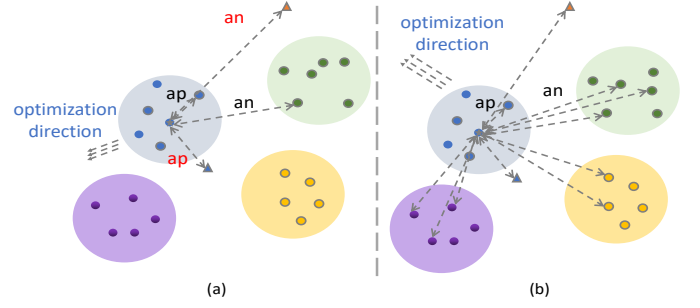 an
optimization
direction
ap
an
ap
(a)
optimization
direction
ap
an
(b)